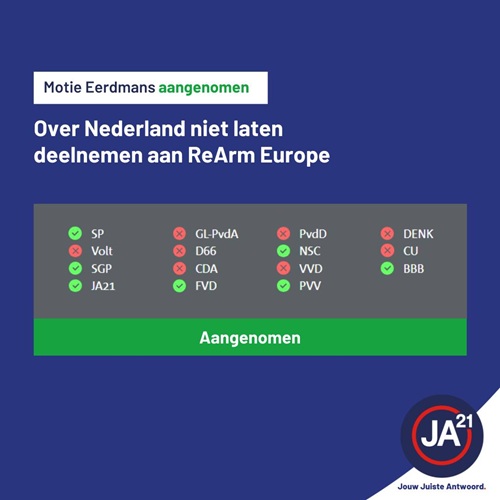 Motie Eerdmans aangenomen
Over Nederland niet laten
deelnemen aan ReArm Europe
SP GL-PvdA PvdD DENK
Volt D66 NSC CU
SGP CDA VVD BBB
JA21 FVD PVV
Aangenomen
JA21
Jouw Juiste Antwoord.